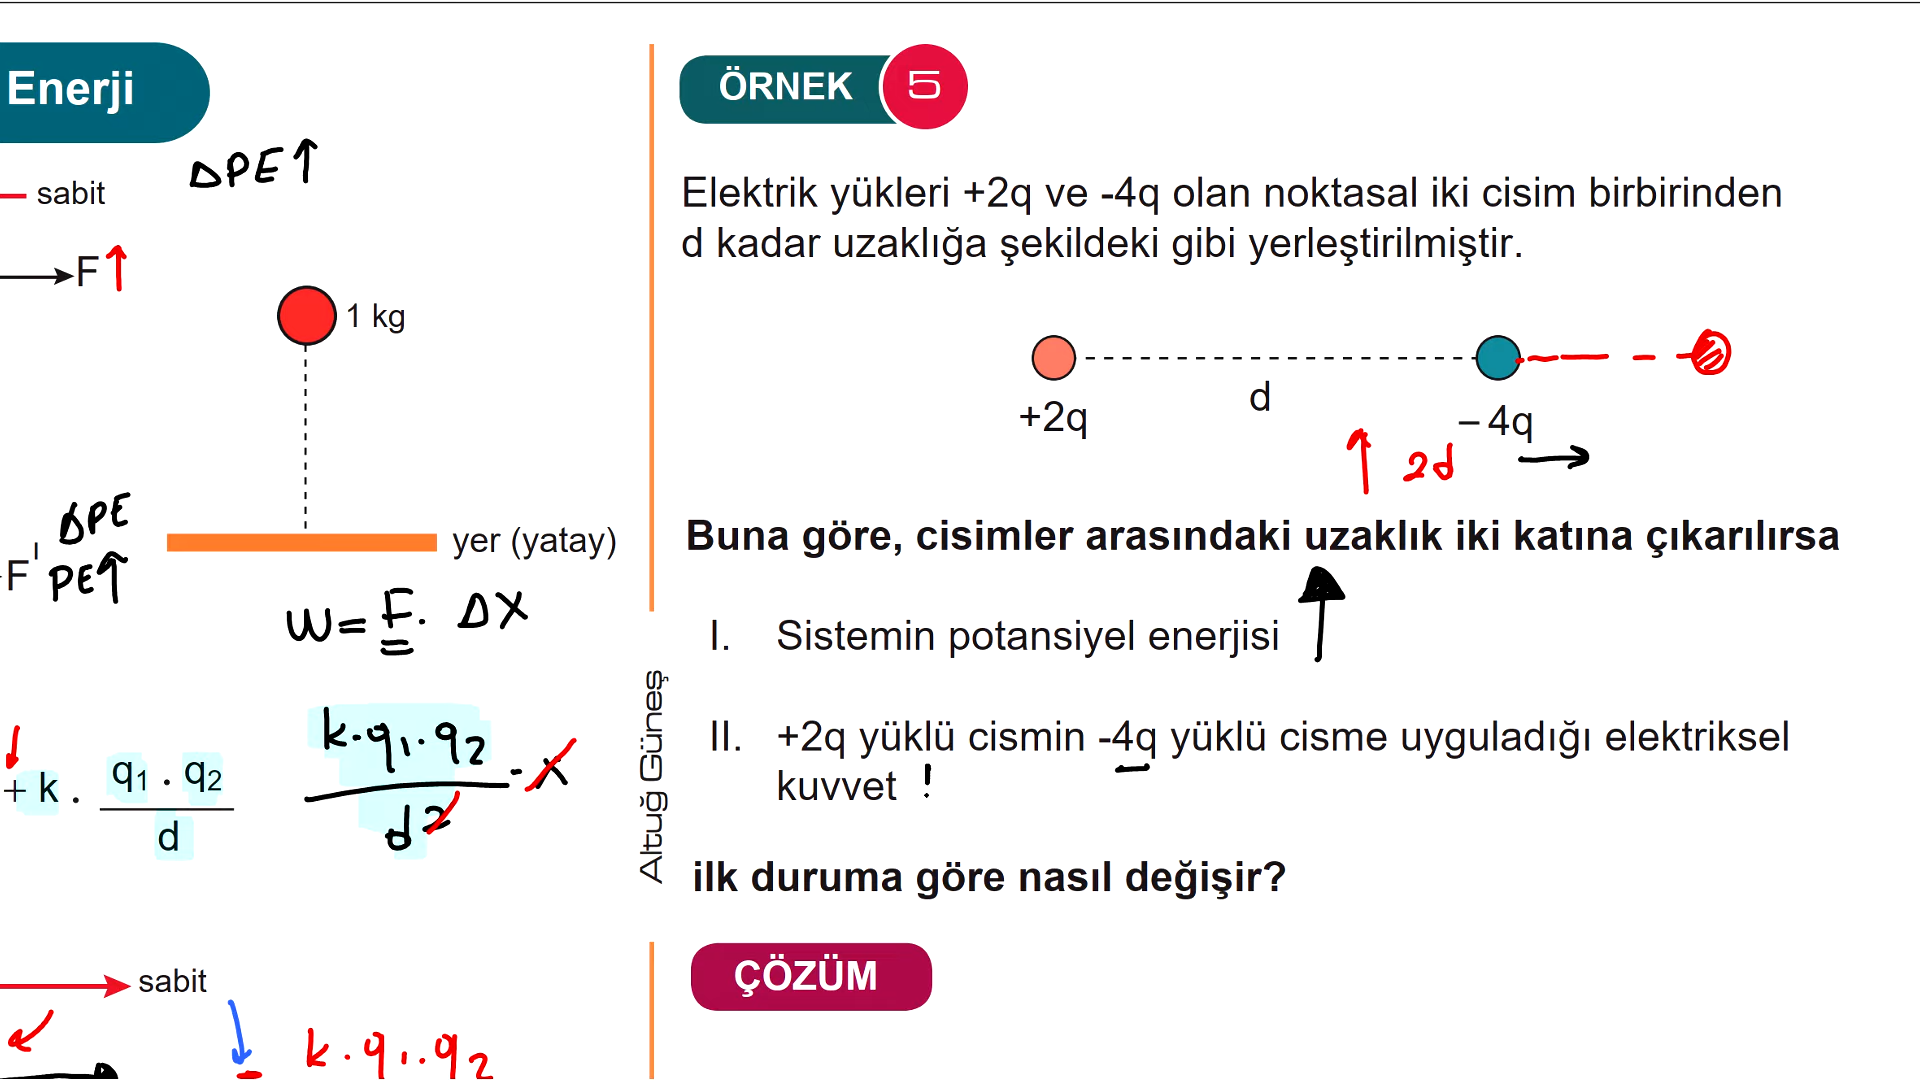 Enerji
ΔPE↑
sabit
F↑
1 kg
ΔPE
F' PE↑
yer (yatay)
W = F. ΔX
+ k . q1 . q2 / d
k.q1.q2 / d2 . x
sabit
k.q1.q2
Altuğ Güneş
ÖRNEK 5
Elektrik yükleri +2q ve -4q olan noktasal iki cisim birbirinden
d kadar uzaklığa şekildeki gibi yerleştirilmiştir.
d
+2q
– 4q
↑ 2d
Buna göre, cisimler arasındaki uzaklık iki katına çıkarılırsa
I. Sistemin potansiyel enerjisi ↑
II. +2q yüklü cismin -4q yüklü cisme uyguladığı elektriksel
kuvvet !
ilk duruma göre nasıl değişir?
ÇÖZÜM